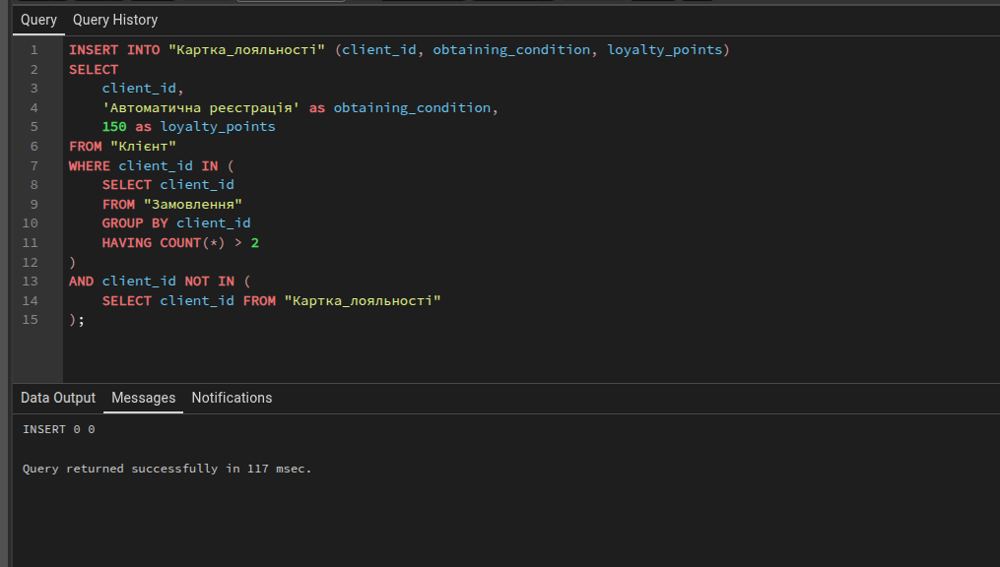 Query Query History
1 INSERT INTO "Картка_лояльності" (client_id, obtaining_condition, loyalty_points)
2 SELECT
3 client_id,
4 'Автоматична реєстрація' as obtaining_condition,
5 150 as loyalty_points
6 FROM "Клієнт"
7 WHERE client_id IN (
8 SELECT client_id
9 FROM "Замовлення"
10 GROUP BY client_id
11 HAVING COUNT(*) > 2
12 )
13 AND client_id NOT IN (
14 SELECT client_id FROM "Картка_лояльності"
15 );
Data Output Messages Notifications
INSERT 0 0
Query returned successfully in 117 msec.